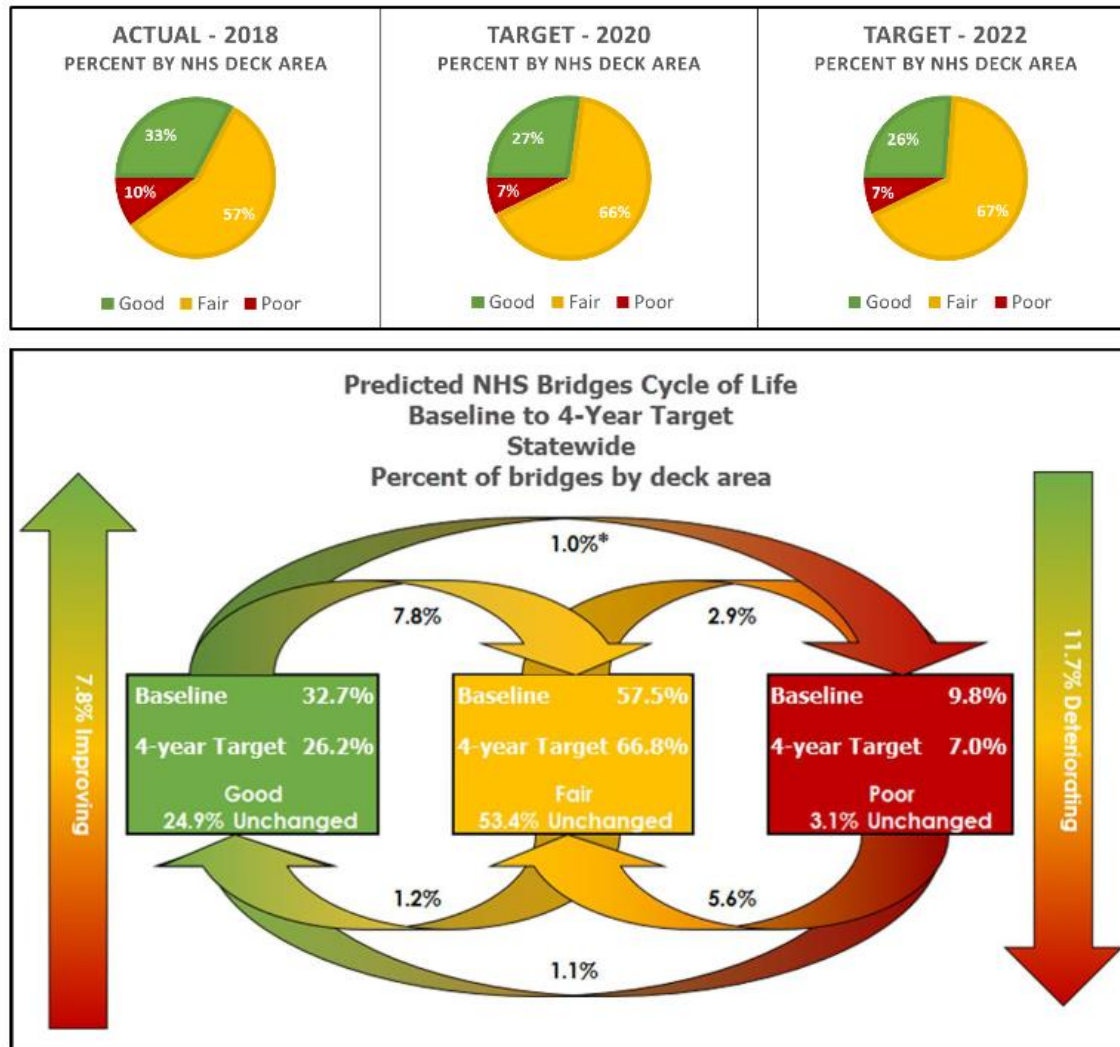 ACTUAL - 2018
PERCENT BY NHS DECK AREA
33%
10%
57%
Good Fair Poor
TARGET - 2020
PERCENT BY NHS DECK AREA
27%
7%
66%
Good Fair Poor
TARGET - 2022
PERCENT BY NHS DECK AREA
26%
7%
67%
Good Fair Poor
Predicted NHS Bridges Cycle of Life
Baseline to 4-Year Target
Statewide
Percent of bridges by deck area
7.8% Improving
11.7% Deteriorating
1.0%*
7.8%
2.9%
Baseline 32.7%
4-year Target 26.2%
Good
24.9% Unchanged
Baseline 57.5%
4-year Target 66.8%
Fair
53.4% Unchanged
Baseline 9.8%
4-year Target 7.0%
Poor
3.1% Unchanged
1.2%
5.6%
1.1%